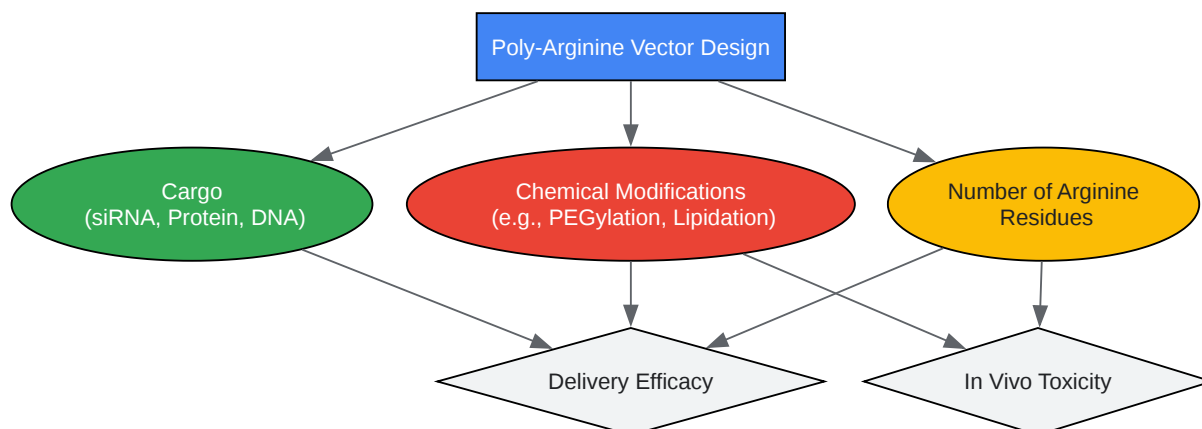 Poly-Arginine Vector Design
Cargo
(siRNA, Protein, DNA)
Chemical Modifications
(e.g., PEGylation, Lipidation)
Number of Arginine
Residues
Delivery Efficacy
In Vivo Toxicity